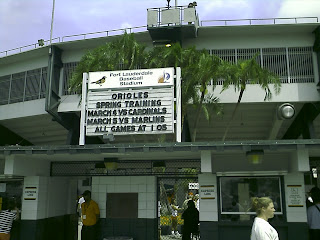 Fort Lauderdale
Baseball Stadium
ORIOLES
SPRING TRAINING
MARCH 4 VS CARDINALS
MARCH 5 VS MARLINS
ALL GAMES AT 1 05